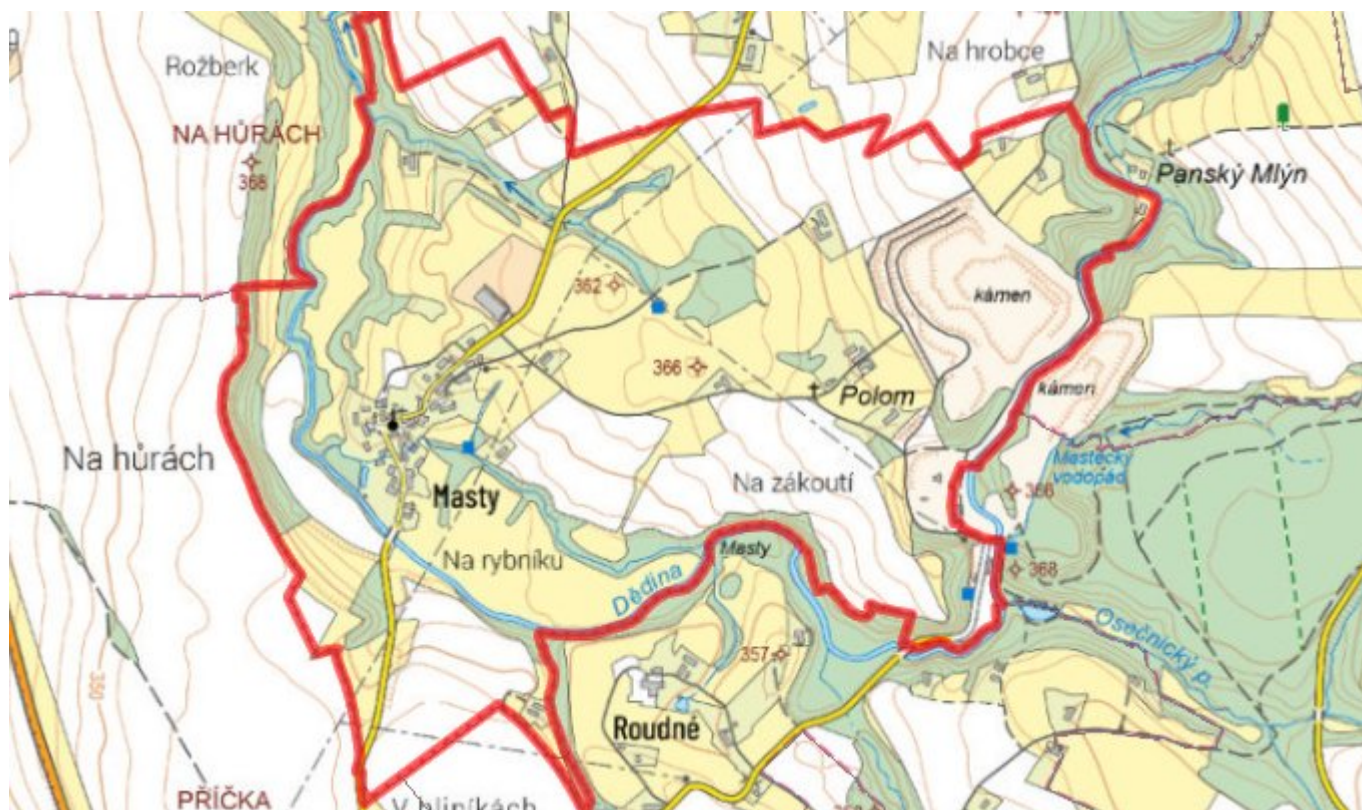 Rožberk
Na hrobce
NA HŮRÁCH
368
Panský Mlýn
362
kámen
366
kámen
Polom
Na hůrách
Mastecký
vodopád
Na zákoutí
366
Masty
Masty
Na rybníku
368
Dědina
Osečnický p.
357
350
Roudné
PŘÍČKA
V hliníkách